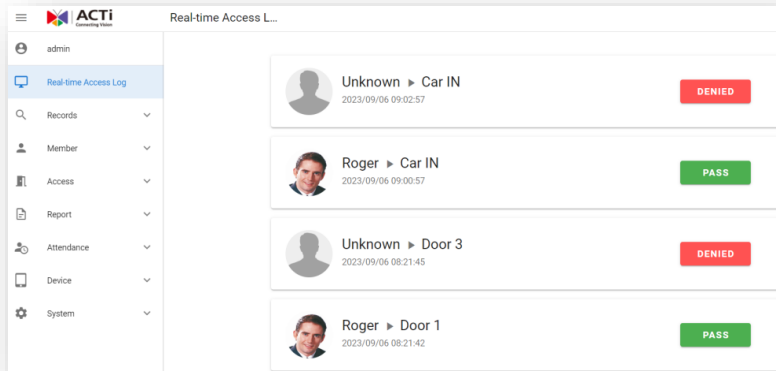 ACTi
Connecting Vision
Real-time Access L...
admin
Real-time Access Log
Records
Member
Access
Report
Attendance
Device
System
Unknown ▶ Car IN
2023/09/06 09:02:57
DENIED
Roger ▶ Car IN
2023/09/06 09:00:57
PASS
Unknown ▶ Door 3
2023/09/06 08:21:45
DENIED
Roger ▶ Door 1
2023/09/06 08:21:42
PASS